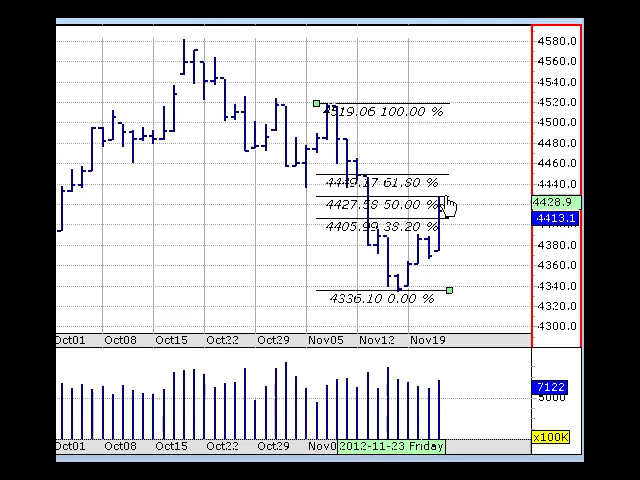 4580.0
4560.0
4540.0
4519.06 100.00 %
4520.0
4500.0
4480.0
4460.0
4449.17 61.80 %
4440.0
4427.58 50.00 %
4428.9
4413.1
4405.99 38.20 %
4380.0
4360.0
4340.0
4336.10 0.00 %
4320.0
4300.0
Oct01 Oct08 Oct15 Oct22 Oct29 Nov05 Nov12 Nov19
7122
5000
x100K
Oct01 Oct08 Oct15 Oct22 Oct29 Nov0 2012-11-23 Friday